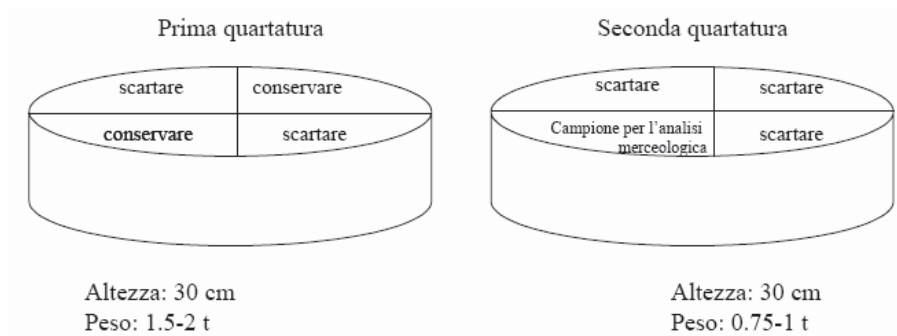 Prima quartatura
scartare
conservare
conservare
scartare
Altezza: 30 cm
Peso: 1.5-2 t
Seconda quartatura
scartare
scartare
Campione per l'analisi
merceologica
scartare
Altezza: 30 cm
Peso: 0.75-1 t